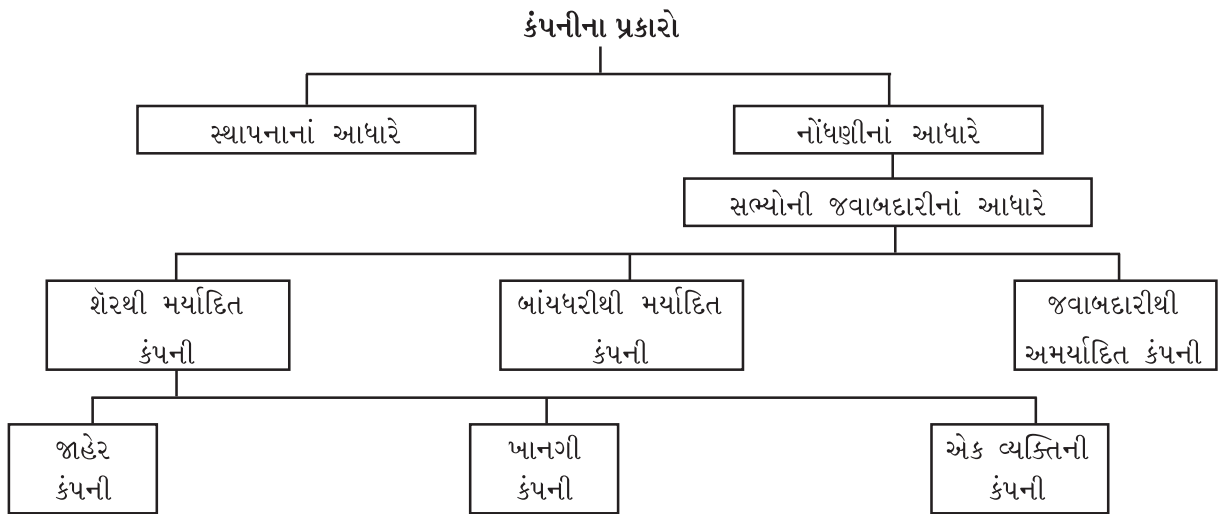 કંપનીના પ્રકારો
સ્થાપનાનાં આધારે
નોંધણીનાં આધારે
સભ્યોની જવાબદારીનાં આધારે
શૅરથી મર્યાદિત
કંપની
બાંયધરીથી મર્યાદિત
કંપની
જવાબદારીથી
અમર્યાદિત કંપની
જાહેર
કંપની
ખાનગી
કંપની
એક વ્યક્તિની
કંપની